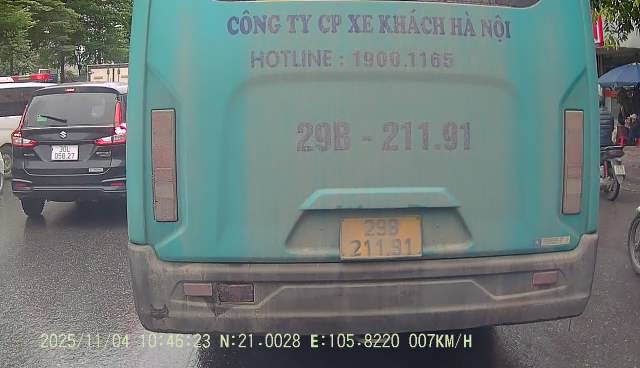 CÔNG TY CP XE KHÁCH HÀ NỘI
HOTLINE : 1900.1165
29B - 211.91
30L
058.27
29B
211.91
2025/11/04 10:46:23 N:21.0028 E:105.8220 007KM/H